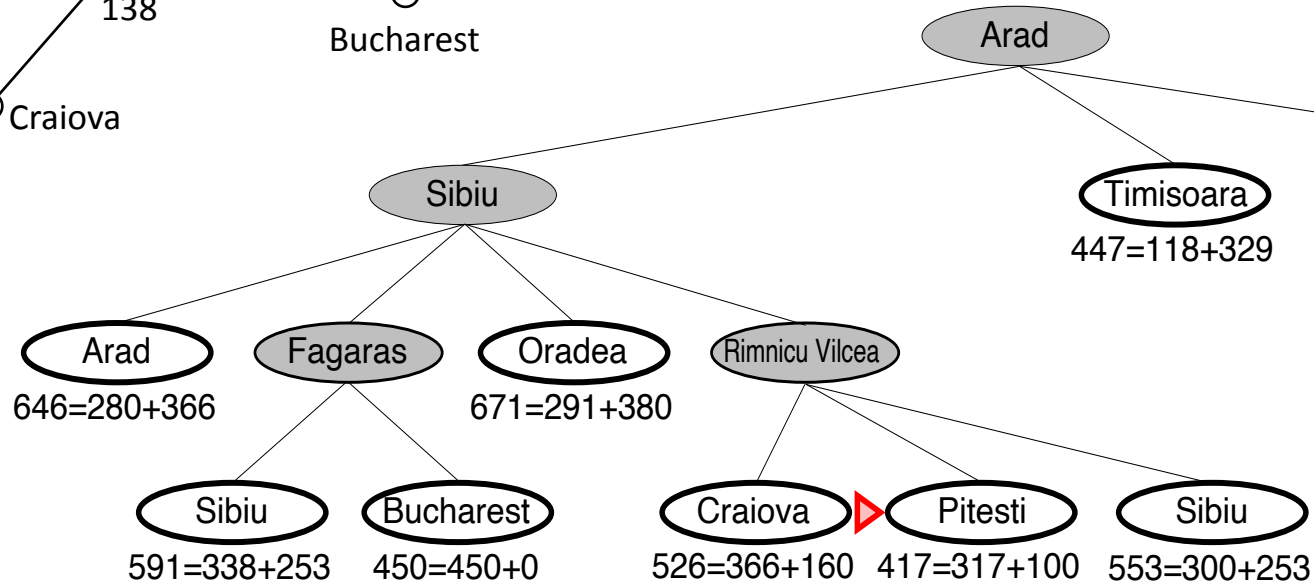 138
Bucharest
Craiova
Arad
Sibiu
Timisoara
447=118+329
Arad
Fagaras
Oradea
Rimnicu Vilcea
646=280+366
671=291+380
Sibiu
Bucharest
Craiova
Pitesti
Sibiu
591=338+253
450=450+0
526=366+160
417=317+100
553=300+253